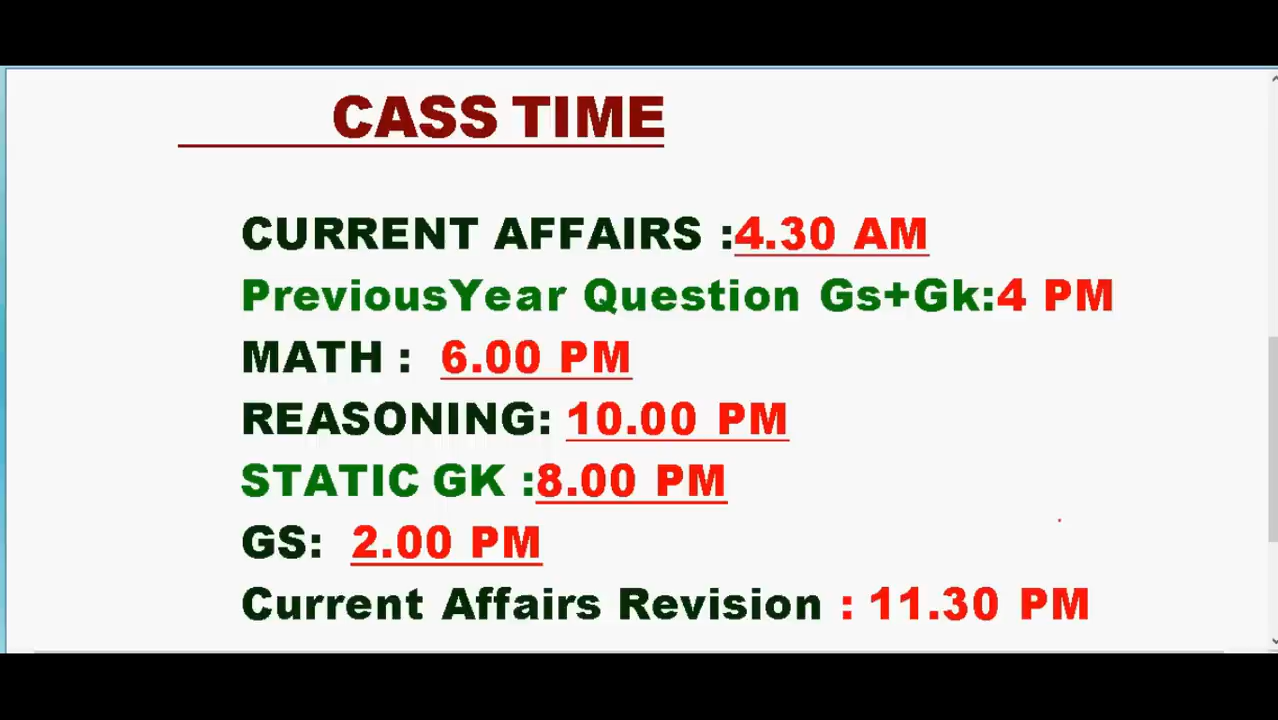 CASS TIME
CURRENT AFFAIRS :4.30 AM
PreviousYear Question Gs+Gk:4 PM
MATH : 6.00 PM
REASONING: 10.00 PM
STATIC GK :8.00 PM
GS: 2.00 PM
Current Affairs Revision : 11.30 PM